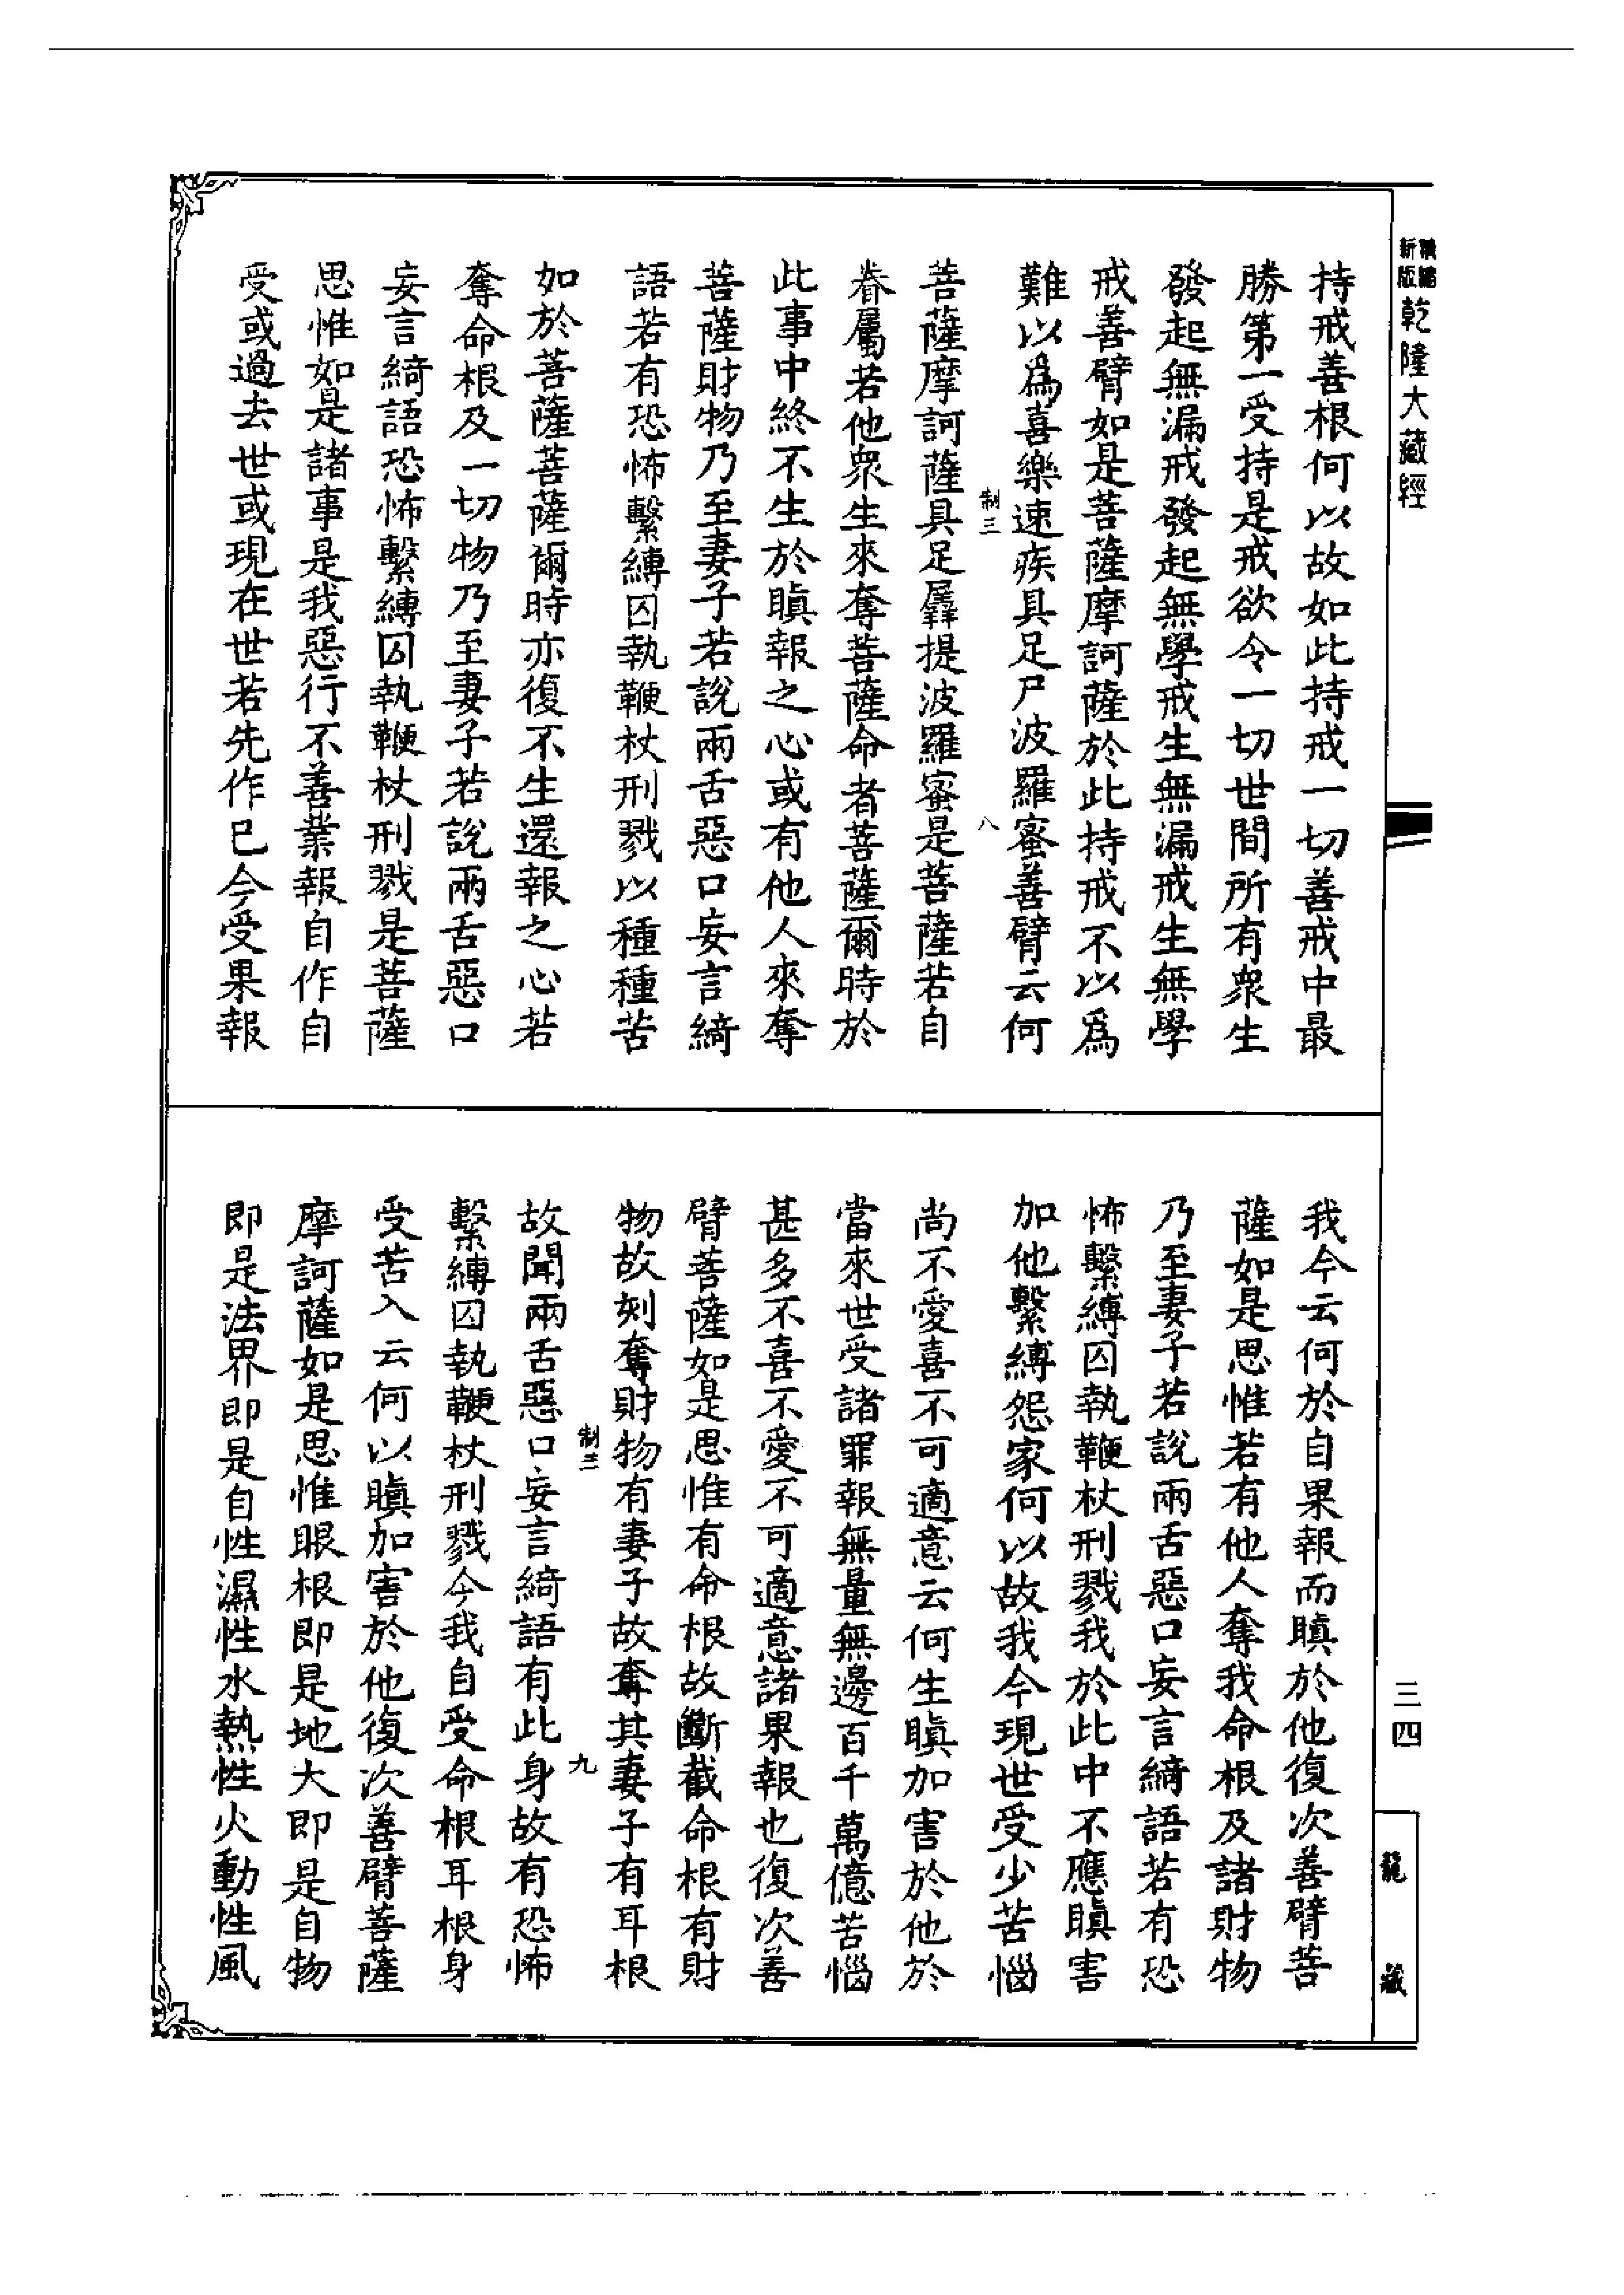 精縮新版乾隆大藏經
持戒善根何以故如此持戒一切善戒中最
勝第一受持是戒欲令一切世間所有衆生
發起無漏戒發起無學戒生無漏戒生無學
戒善臂如是菩薩摩訶薩於此持戒不以爲
難以爲喜樂速疾具足尸波羅蜜善臂云何
制三 八
菩薩摩訶薩具足羼提波羅蜜是菩薩若自
眷屬若他衆生來奪菩薩命者菩薩爾時於
此事中終不生於瞋報之心或有他人來奪
菩薩財物乃至妻子若說兩舌惡口妄言綺
語若有恐怖繫縛囚執鞭杖刑戮以種種苦
如於菩薩菩薩爾時亦復不生還報之心若
奪命根及一切物乃至妻子若說兩舌惡口
妄言綺語恐怖繫縛囚執鞭杖刑戮是菩薩
思惟如是諸事是我惡行不善業報自作自
受或過去世或現在世若先作已今受果報
我今云何於自果報而瞋於他復次善臂菩
薩如是思惟若有他人奪我命根及諸財物
乃至妻子若說兩舌惡口妄言綺語若有恐
怖繫縛囚執鞭杖刑戮我於此中不應瞋害
加他繫縛怨家何以故我今現世受少苦惱
尚不愛喜不可適意云何生瞋加害於他於
當來世受諸罪報無量無邊百千萬億苦惱
甚多不喜不愛不可適意諸果報也復次善
臂菩薩如是思惟有命根故斷截命根有財
物故刻奪財物有妻子故奪其妻子有耳根
制三 九
故聞兩舌惡口妄言綺語有此身故有恐怖
繫縛囚執鞭杖刑戮今我自受命根耳根身
受苦入云何以瞋加害於他復次善臂菩薩
摩訶薩如是思惟眼根即是地大即是自物
即是法界即是自性濕性水熱性火動性風
三四
龍藏